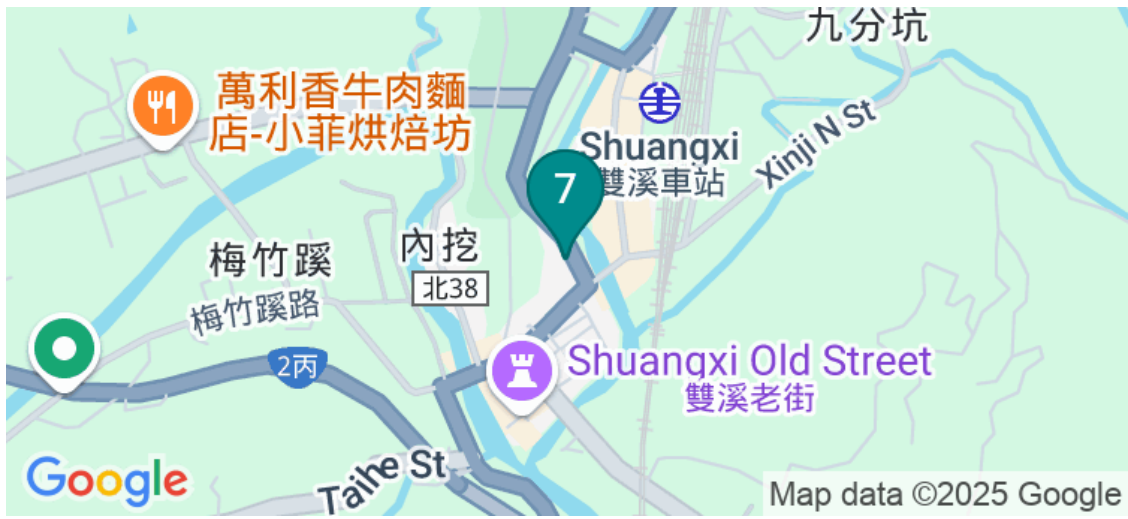 九分坑
萬利香牛肉麵
店-小菲烘焙坊
Shuangxi
雙溪車站
Xinji N St
7
內挖
北38
梅竹蹊
梅竹蹊路
2丙
Shuangxi Old Street
雙溪老街
Taihe St
Google
Map data ©2025 Google